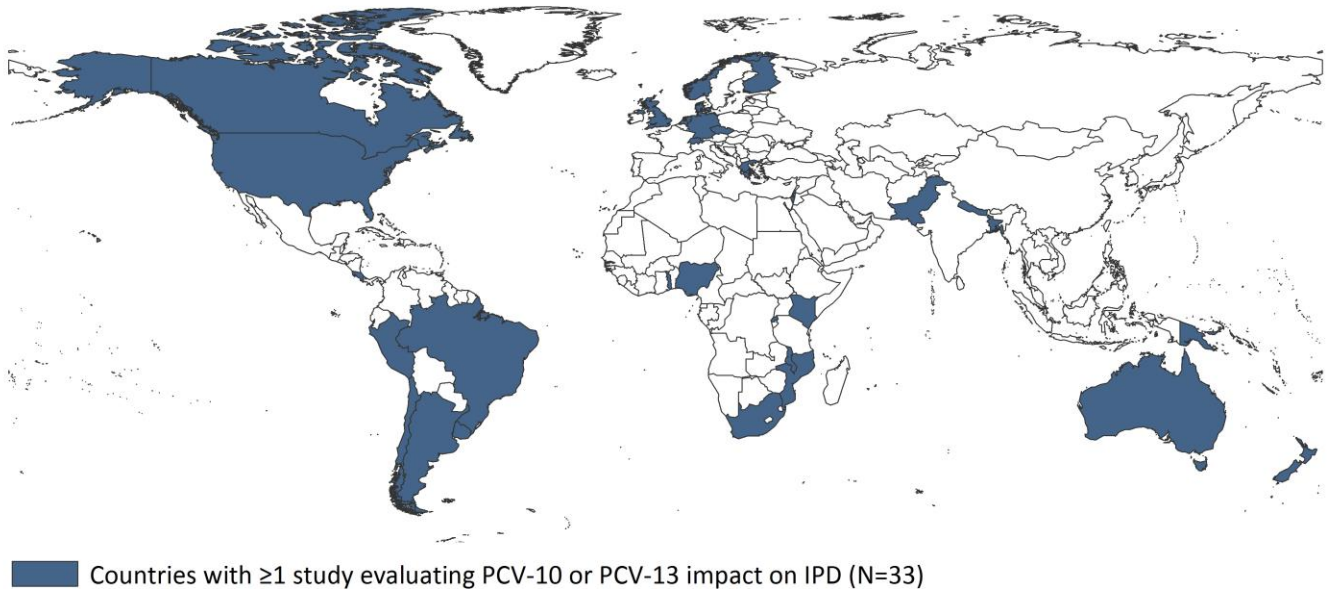 Countries with ≥1 study evaluating PCV-10 or PCV-13 impact on IPD (N=33)